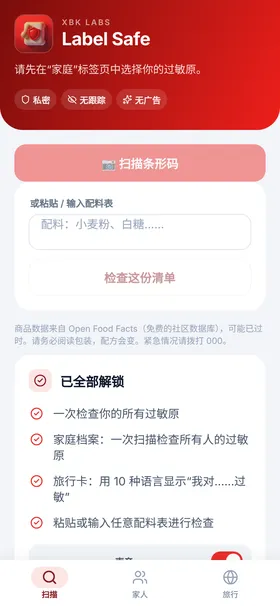 XBK LABS
Label Safe
请先在“家庭”标签页中选择你的过敏原。
私密
无跟踪
无广告
扫描条形码
或粘贴 / 输入配料表
配料：小麦粉、白糖……
检查这份清单
商品数据来自 Open Food Facts（免费的社区数据库），可能已过
时。请务必阅读包装，配方会变。紧急情况请拨打 000。
已全部解锁
一次检查你的所有过敏原
家庭档案：一次扫描检查所有人的过敏
原
旅行卡：用 10 种语言显示“我对……过
敏”
粘贴或输入任意配料表进行检查
扫描
家人
旅行